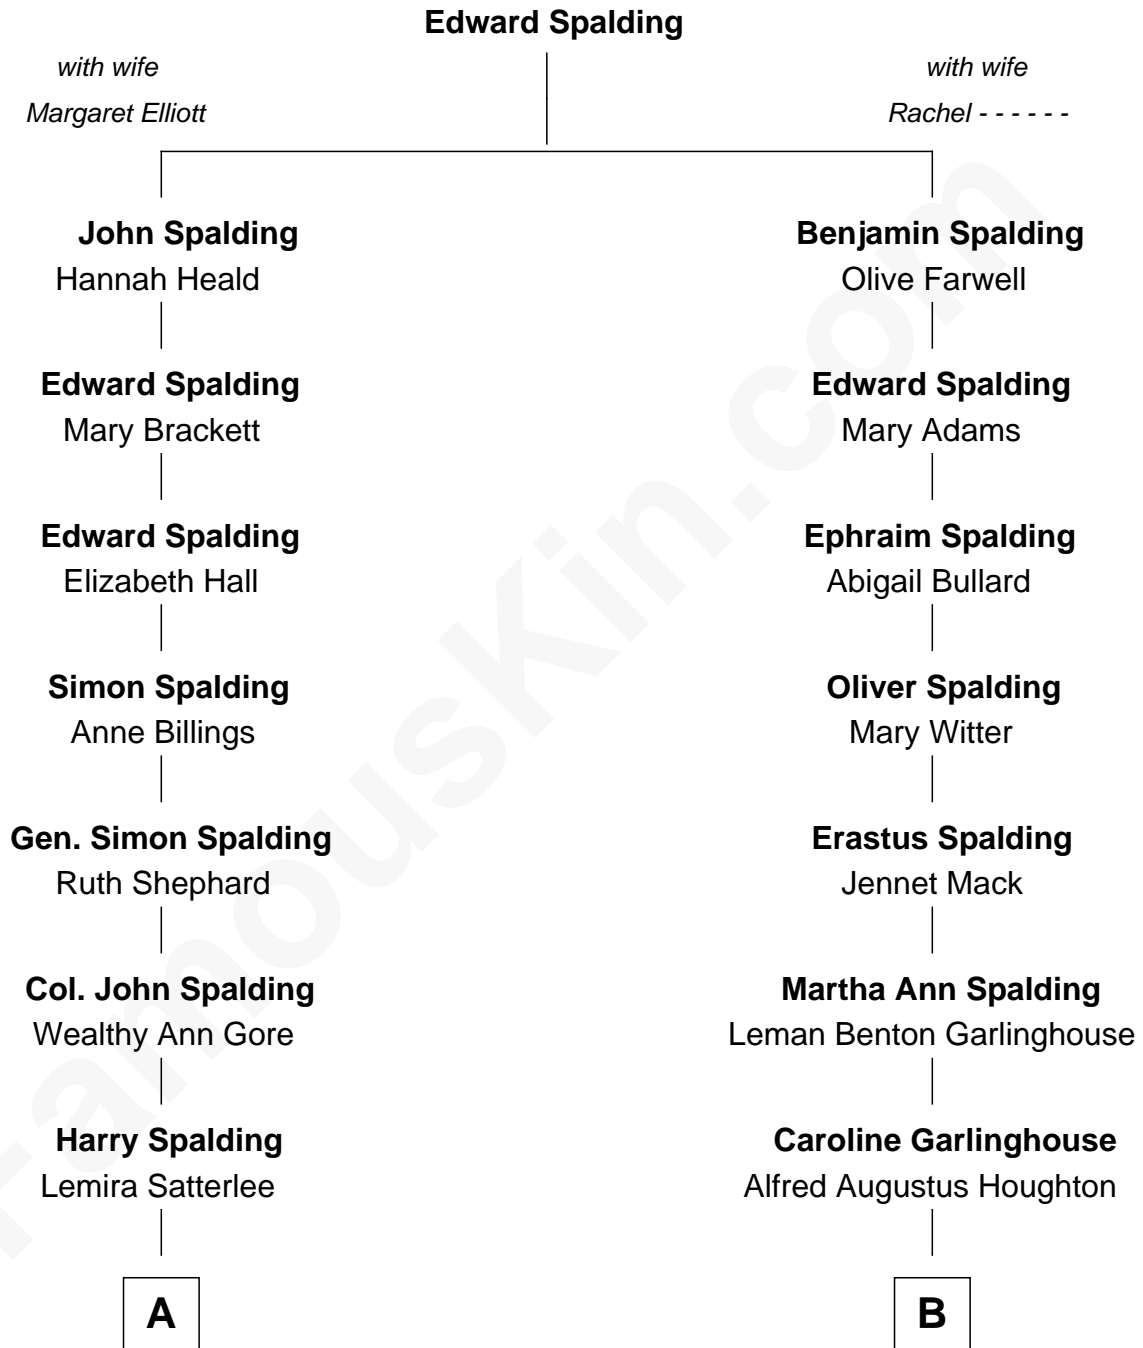 Edward Spalding
with wife
Margaret Elliott
with wife
Rachel - - - - - -
John Spalding
Hannah Heald
Benjamin Spalding
Olive Farwell
Edward Spalding
Mary Brackett
Edward Spalding
Mary Adams
Edward Spalding
Elizabeth Hall
Ephraim Spalding
Abigail Bullard
Simon Spalding
Anne Billings
Oliver Spalding
Mary Witter
Gen. Simon Spalding
Ruth Shephard
Erastus Spalding
Jennet Mack
Col. John Spalding
Wealthy Ann Gore
Martha Ann Spalding
Leman Benton Garlinghouse
Harry Spalding
Lemira Satterlee
Caroline Garlinghouse
Alfred Augustus Houghton
A
B
FamousKin.com